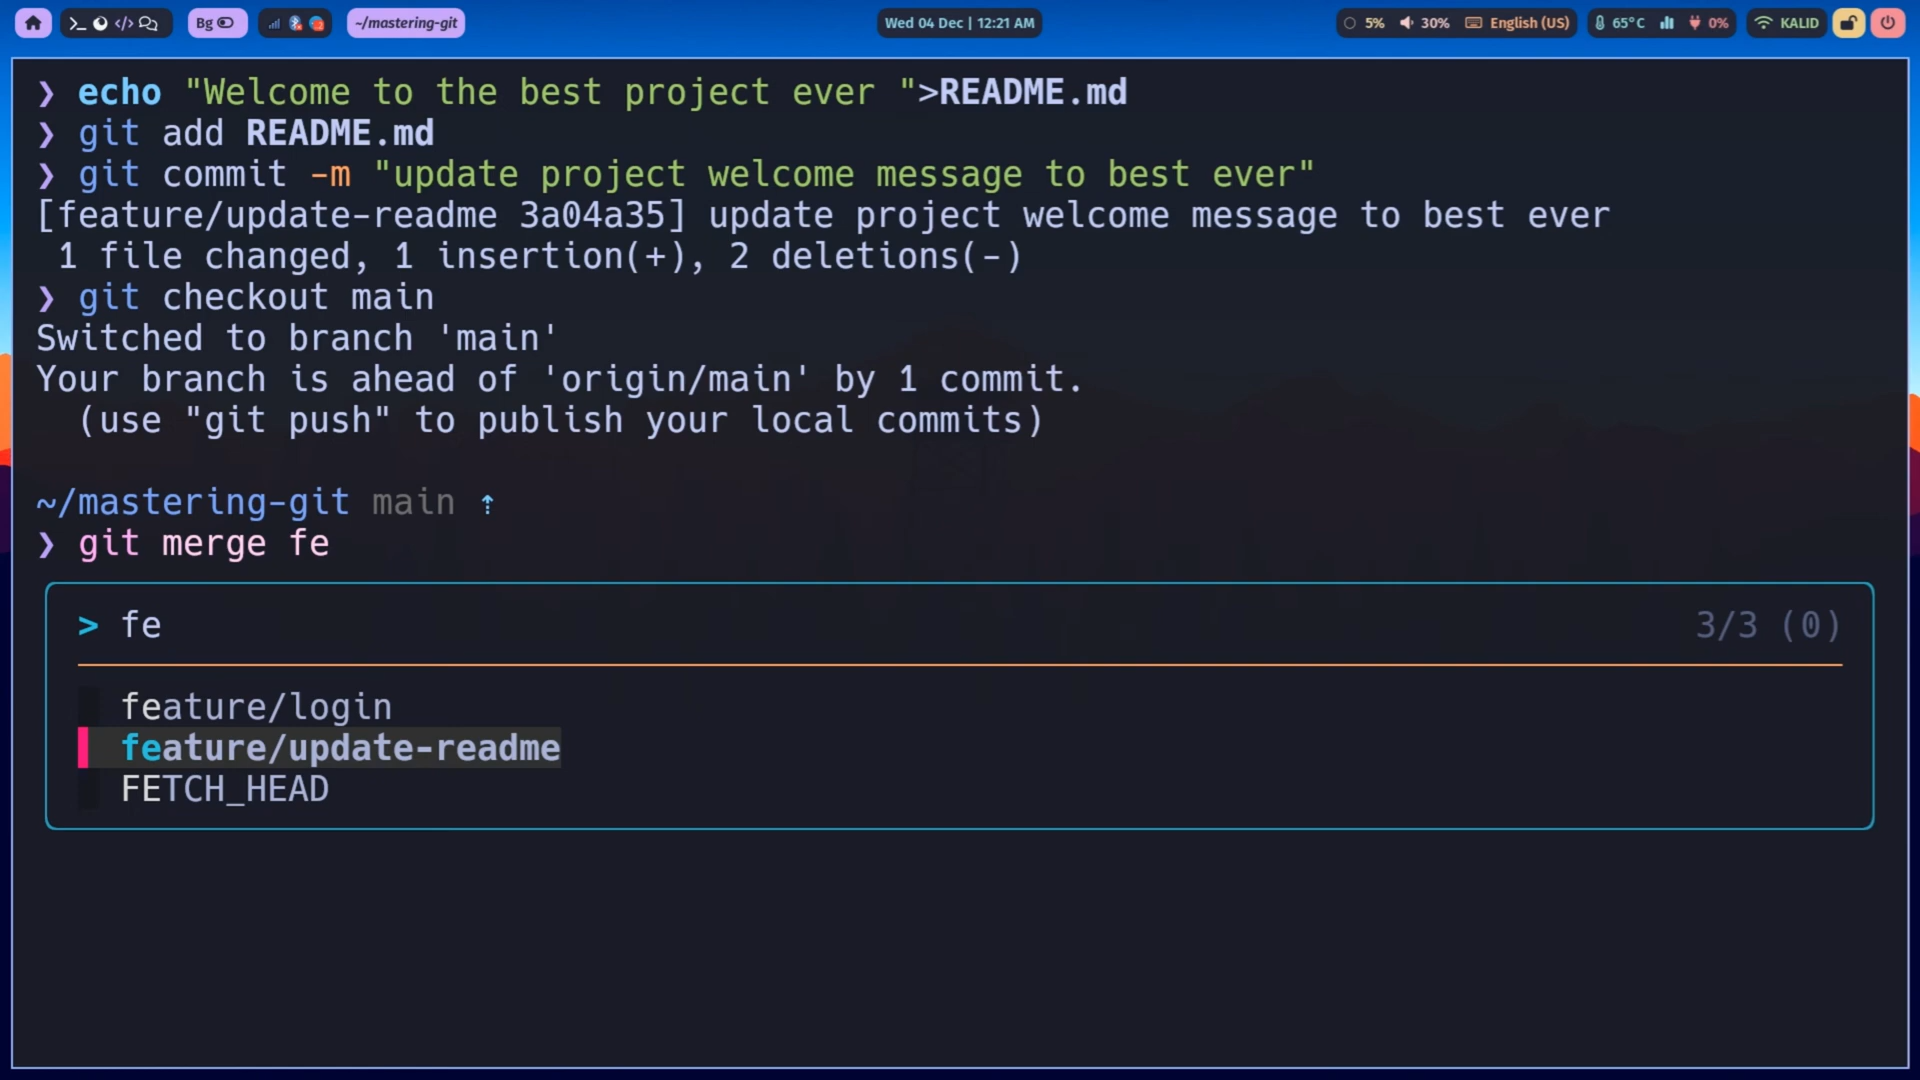 Bg
~/mastering-git
Wed 04 Dec | 12:21 AM
5%
30%
English (US)
65°C
0%
KALID
❯ echo "Welcome to the best project ever ">README.md
❯ git add README.md
❯ git commit -m "update project welcome message to best ever"
[feature/update-readme 3a04a35] update project welcome message to best ever
 1 file changed, 1 insertion(+), 2 deletions(-)
❯ git checkout main
Switched to branch 'main'
Your branch is ahead of 'origin/main' by 1 commit.
  (use "git push" to publish your local commits)
~/mastering-git main ⇡
❯ git merge fe
> fe 3/3 (0)
feature/login
feature/update-readme
FETCH_HEAD